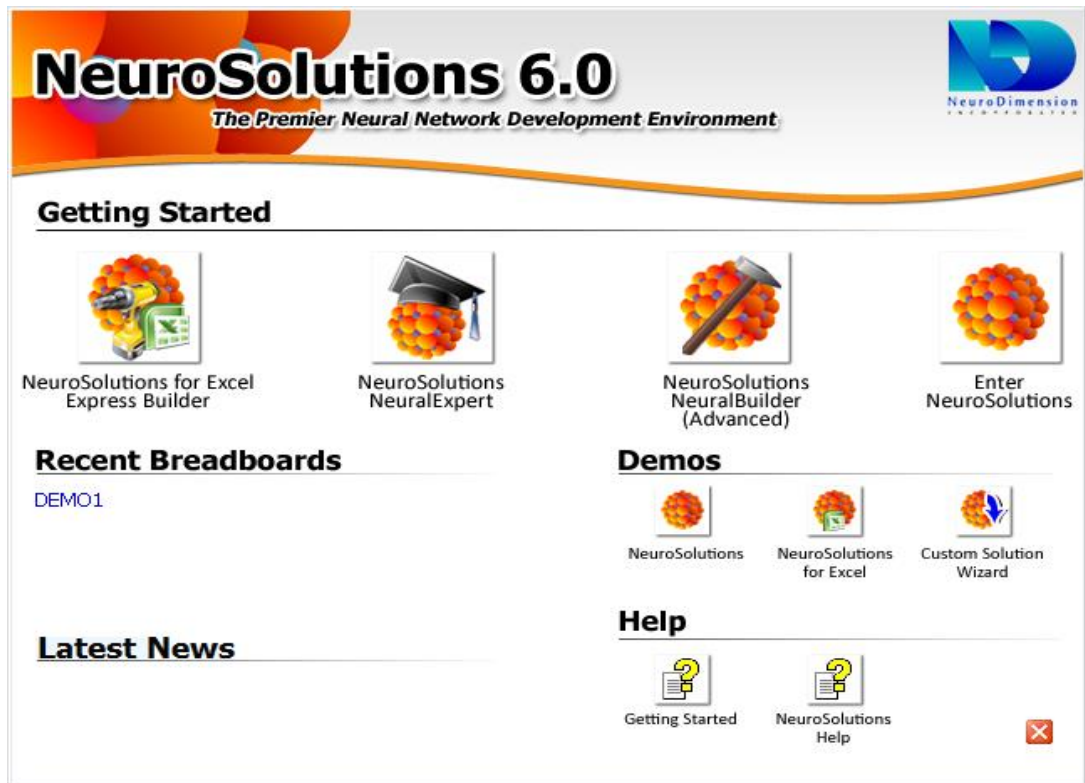 NeuroSolutions 6.0
The Premier Neural Network Development Environment
NeuroDimension
INCORPORATED
Getting Started
NeuroSolutions for Excel
Express Builder
NeuroSolutions
NeuralExpert
NeuroSolutions
NeuralBuilder
(Advanced)
Enter
NeuroSolutions
Recent Breadboards
DEMO1
Demos
NeuroSolutions
NeuroSolutions
for Excel
Custom Solution
Wizard
Latest News
Help
Getting Started
NeuroSolutions
Help